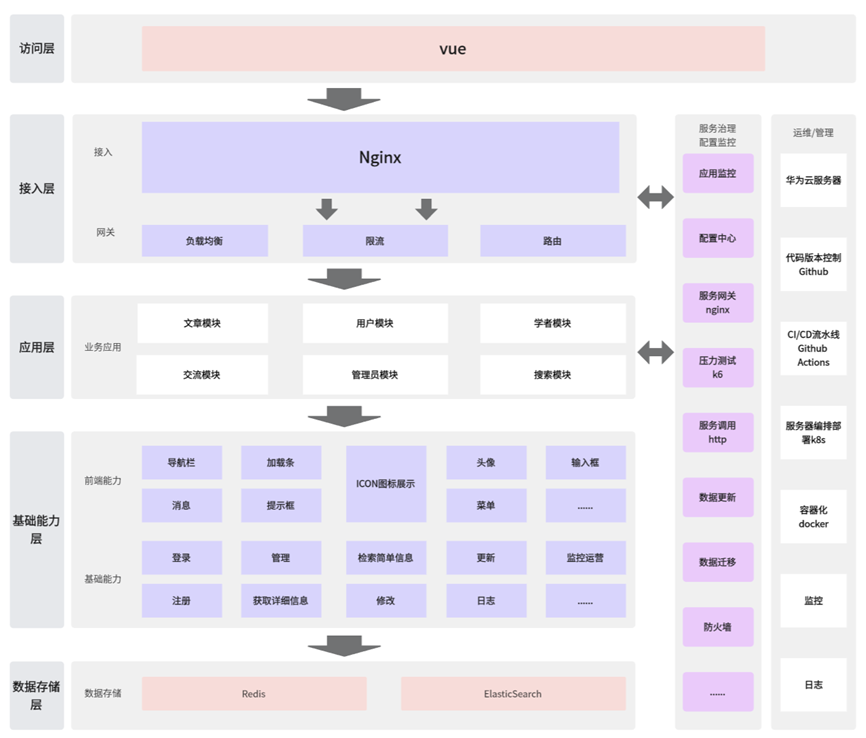 访问层
vue
接入层
接入
Nginx
网关
负载均衡
限流
路由
应用层
业务应用
文章模块
用户模块
学者模块
交流模块
管理员模块
搜索模块
基础能力
层
前端能力
导航栏
加载条
ICON图标展示
头像
输入框
消息
提示框
菜单
......
基础能力
登录
管理
检索简单信息
更新
监控运营
注册
获取详细信息
修改
日志
......
数据存储
层
数据存储
Redis
ElasticSearch
服务治理
配置监控
应用监控
配置中心
服务网关
nginx
压力测试
k6
服务调用
http
数据更新
数据迁移
防火墙
......
运维/管理
华为云服务器
代码版本控制
Github
CI/CD流水线
Github
Actions
服务器编排部
署k8s
容器化
docker
监控
日志